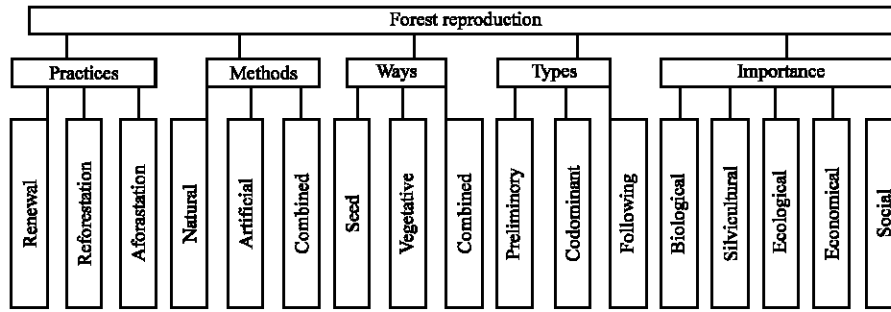 Forest reproduction
Practices
Methods
Ways
Types
Importance
Renewal
Reforestation
Aforastation
Natural
Artificial
Combined
Seed
Vegetative
Combined
Preliminory
Codominant
Following
Biological
Silvicultural
Ecological
Economical
Social